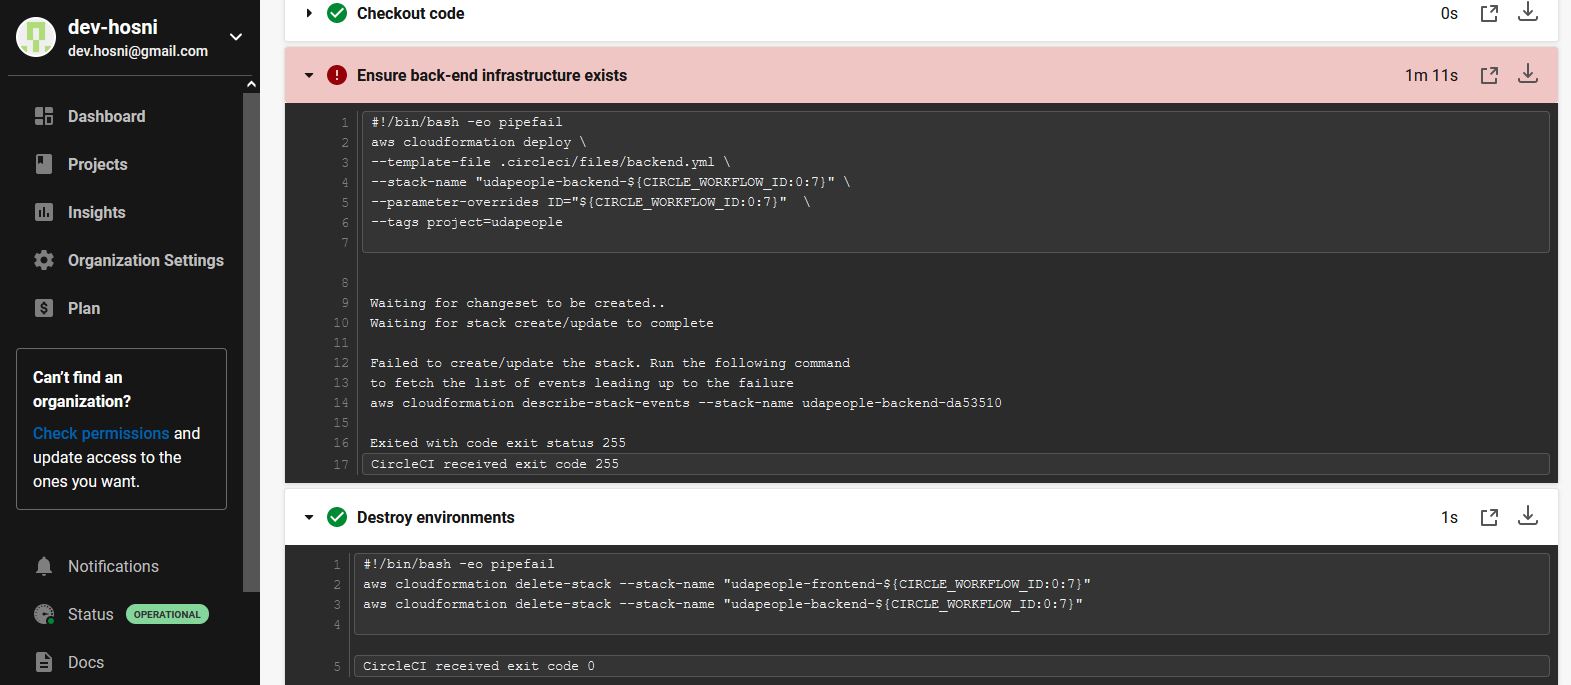 dev-hosni
dev.hosni@gmail.com
Dashboard
Projects
Insights
Organization Settings
Plan
Can't find an
organization?
Check permissions and
update access to the
ones you want.
Notifications
Status OPERATIONAL
Docs
Checkout code 0s
Ensure back-end infrastructure exists 1m 11s
1 #!/bin/bash -eo pipefail
2 aws cloudformation deploy \
3 --template-file .circleci/files/backend.yml \
4 --stack-name "udapeople-backend-${CIRCLE_WORKFLOW_ID:0:7}" \
5 --parameter-overrides ID="${CIRCLE_WORKFLOW_ID:0:7}"  \
6 --tags project=udapeople
7
8
9 Waiting for changeset to be created..
10 Waiting for stack create/update to complete
11
12 Failed to create/update the stack. Run the following command
13 to fetch the list of events leading up to the failure
14 aws cloudformation describe-stack-events --stack-name udapeople-backend-da53510
15
16 Exited with code exit status 255
17 CircleCI received exit code 255
Destroy environments 1s
1 #!/bin/bash -eo pipefail
2 aws cloudformation delete-stack --stack-name "udapeople-frontend-${CIRCLE_WORKFLOW_ID:0:7}"
3 aws cloudformation delete-stack --stack-name "udapeople-backend-${CIRCLE_WORKFLOW_ID:0:7}"
4
5 CircleCI received exit code 0